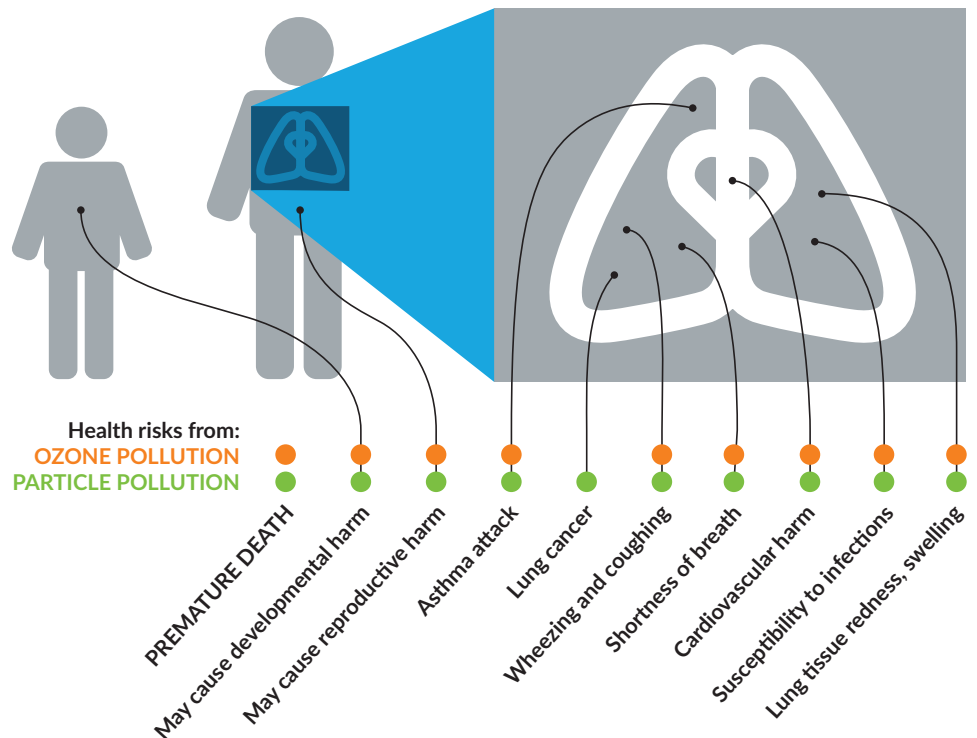 Health risks from:
OZONE POLLUTION
PARTICLE POLLUTION
PREMATURE DEATH
May cause developmental harm
May cause reproductive harm
Asthma attack
Lung cancer
Wheezing and coughing
Shortness of breath
Cardiovascular harm
Susceptibility to infections
Lung tissue redness, swelling